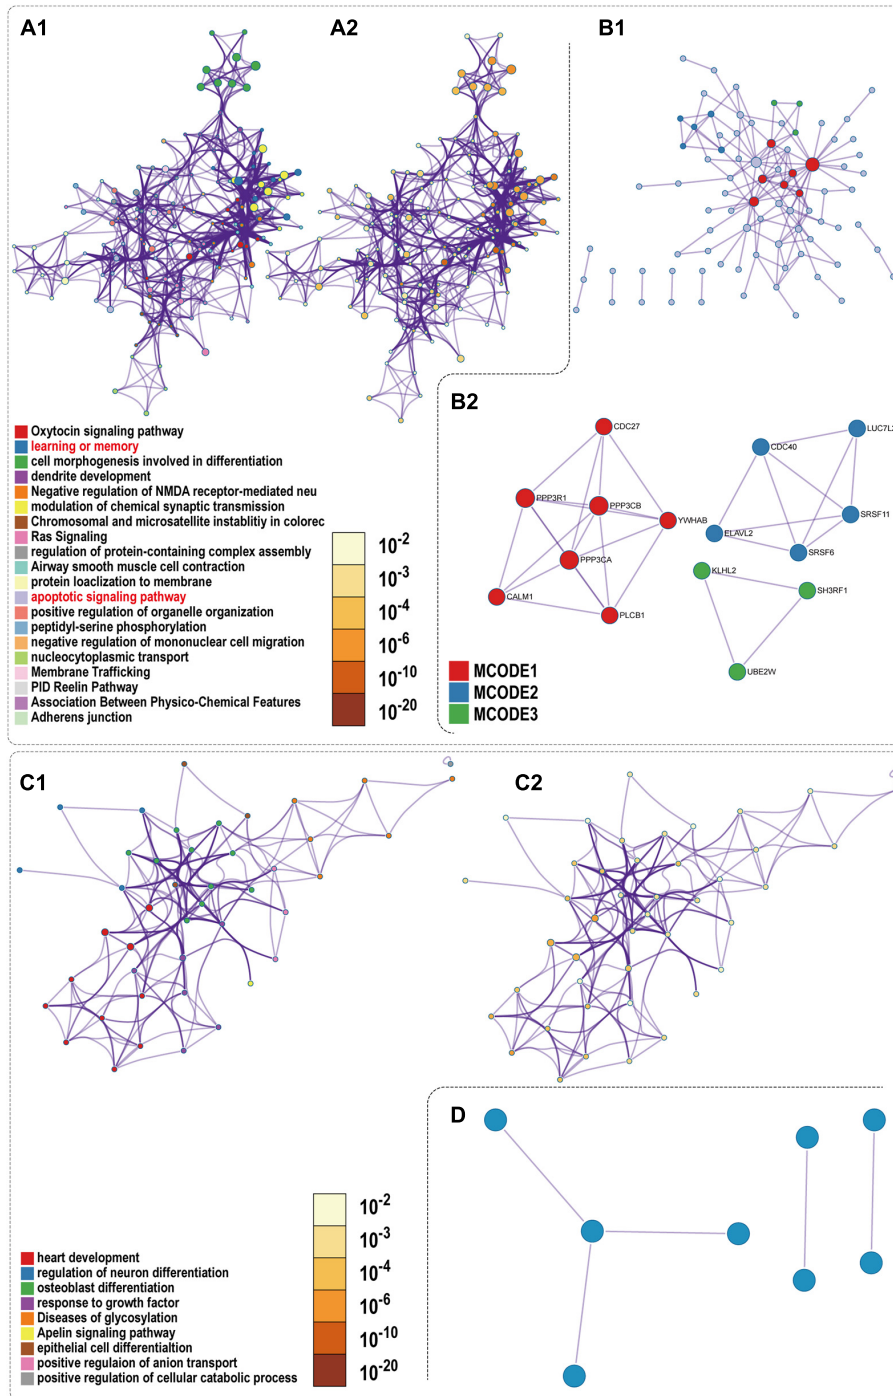 A1
A2
B1
Oxytocin signaling pathway
learning or memory
cell morphogenesis involved in differentiation
dendrite development
Negative regulation of NMDA receptor-mediated neu
modulation of chemical synaptic transmission
Chromosomal and microsatellite instablitiy in colorec
Ras Signaling
regulation of protein-containing complex assembly
Airway smooth muscle cell contraction
protein loaclization to membrane
apoptotic signaling pathway
positive regulation of organelle organization
peptidyl-serine phosphorylation
negative regulation of mononuclear cell migration
nucleocytoplasmic transport
Membrane Trafficking
PID Reelin Pathway
Association Between Physico-Chemical Features
Adherens junction
10-2
10-3
10-4
10-6
10-10
10-20
B2
CDC27
PPP3R1
PPP3CB
YWHAB
PPP3CA
CALM1
PLCB1
LUC7L2
CDC40
SRSF11
ELAVL2
SRSF6
KLHL2
SH3RF1
UBE2W
MCODE1
MCODE2
MCODE3
C1
C2
heart development
regulation of neuron differentiation
osteoblast differentiation
response to growth factor
Diseases of glycosylation
Apelin signaling pathway
epithelial cell differentialtion
positive regulaion of anion transport
positive regulation of cellular catabolic process
10-2
10-3
10-4
10-6
10-10
10-20
D